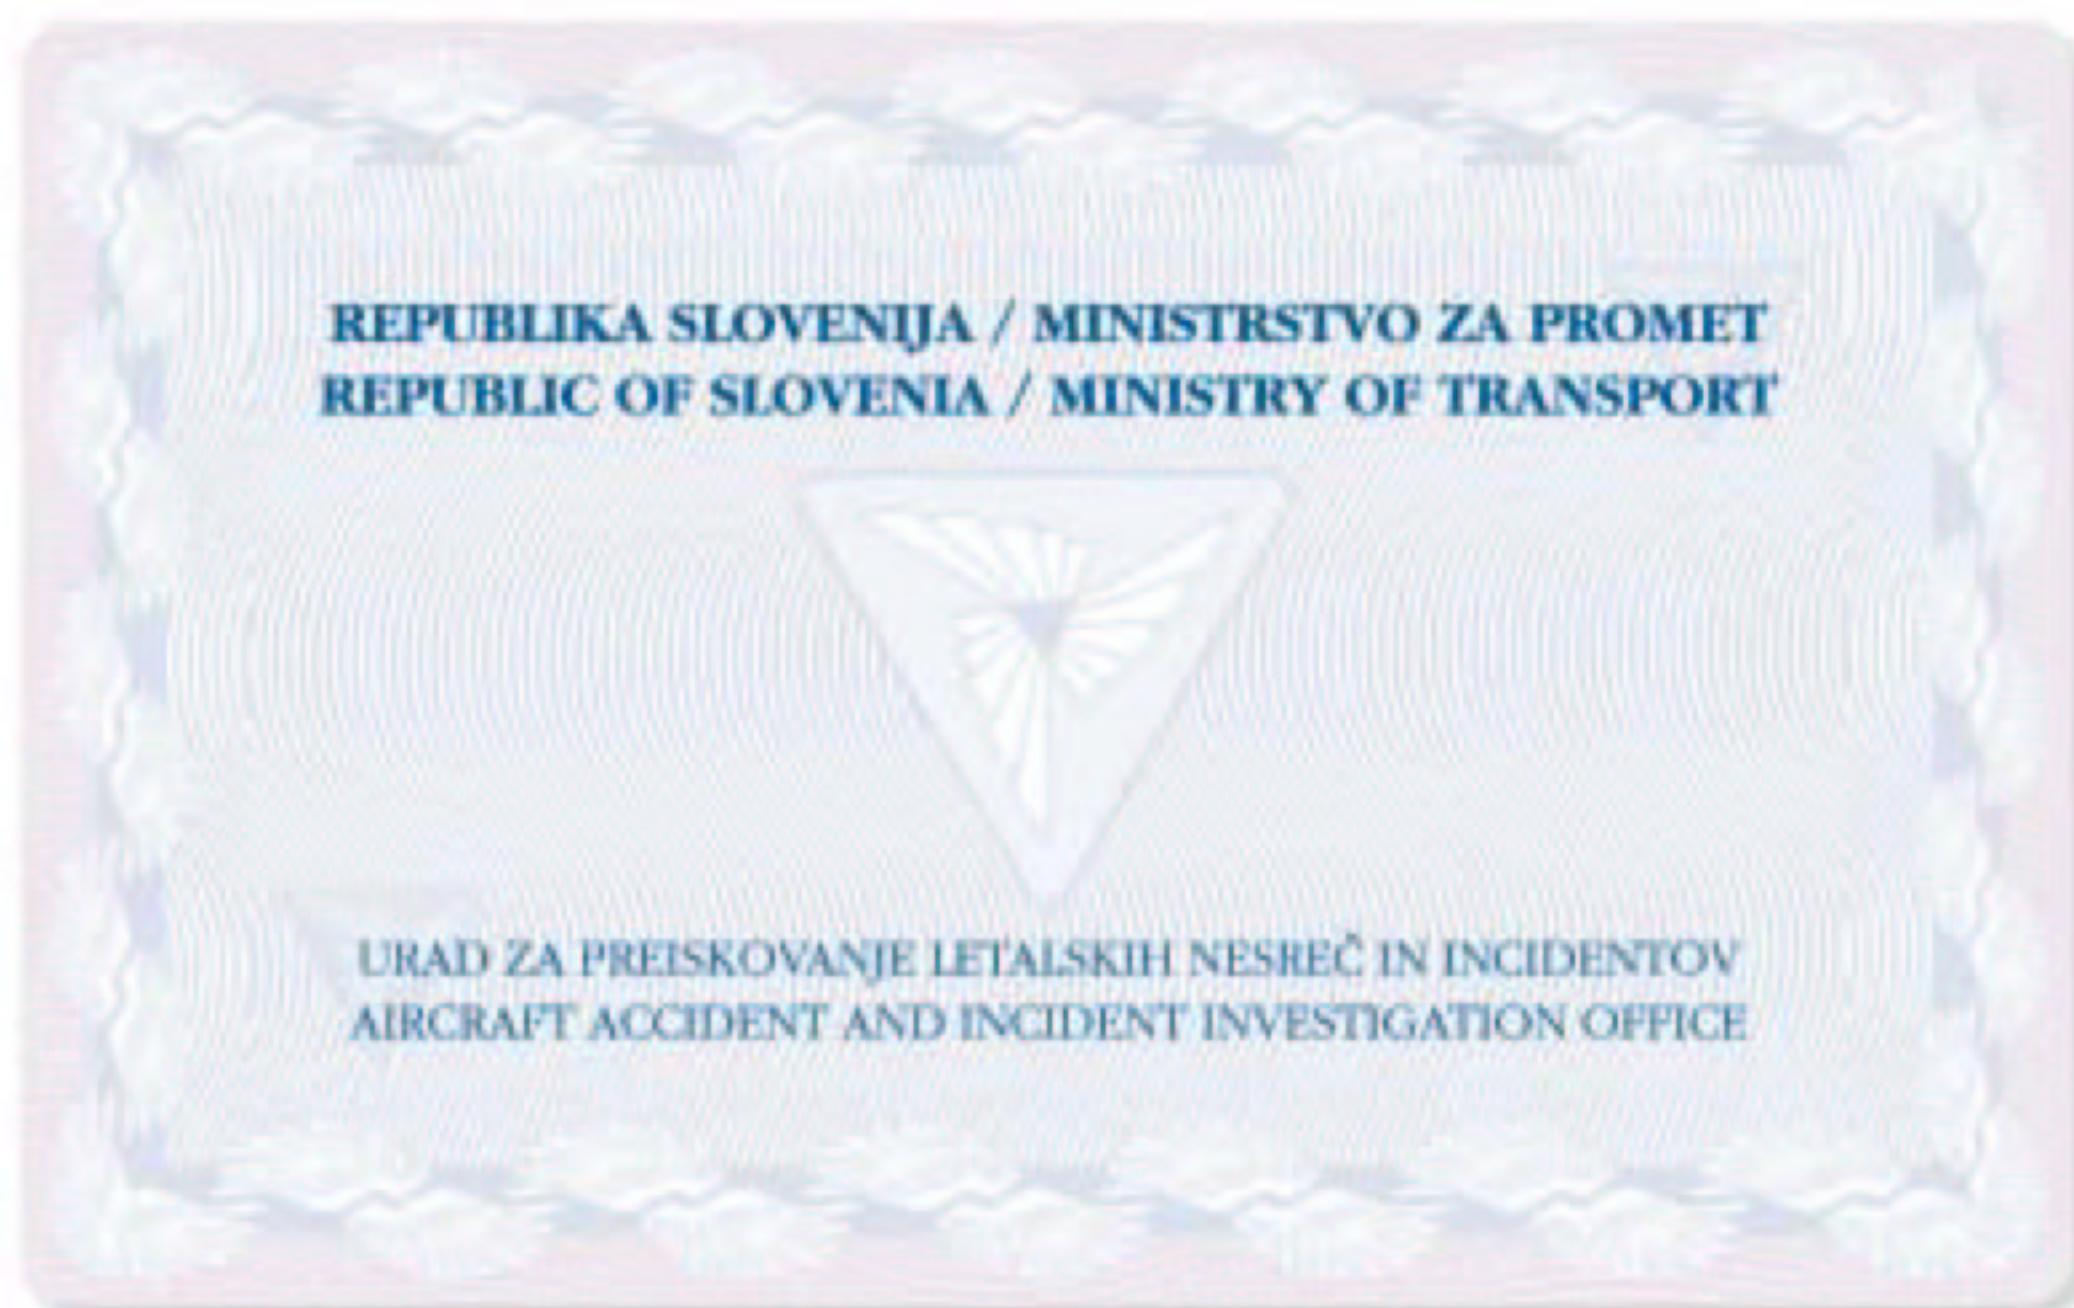 REPUBLIKA SLOVENIJA / MINISTRSTVO ZA PROMET
REPUBLIC OF SLOVENIA / MINISTRY OF TRANSPORT
URAD ZA PREISKOVANJE LETALSKIH NESREČ IN INCIDENTOV
AIRCRAFT ACCIDENT AND INCIDENT INVESTIGATION OFFICE